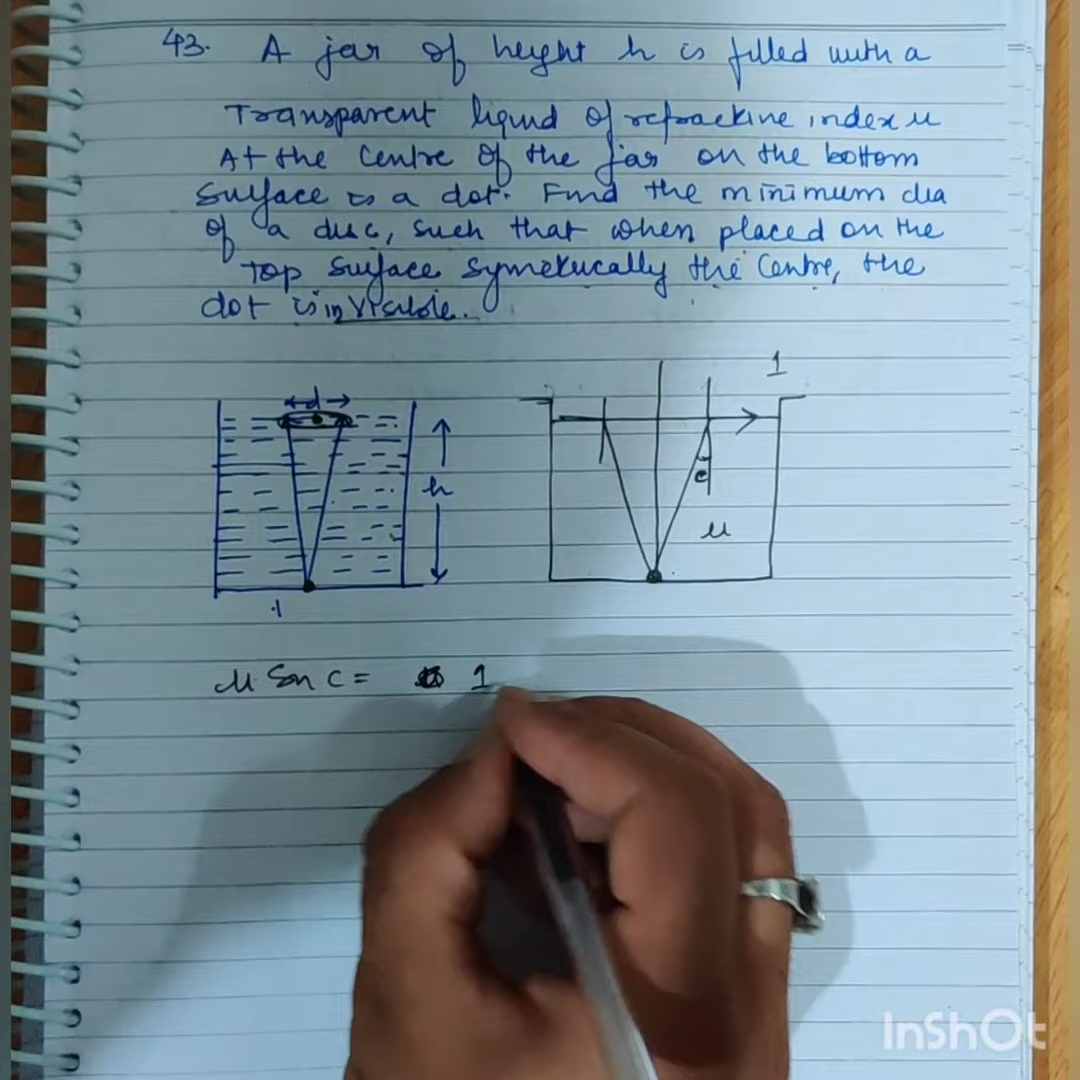 43. A jar of height h is filled with a
Transparent liquid of refractive index μ
At the Centre of the jar on the bottom
Surface is a dot. Find the minimum dia
of a disc, such that when placed on the
Top surface symetrically the Centre, the
dot is invisible.
d
h
1
c
μ
μ Sin C = 1
InShOt